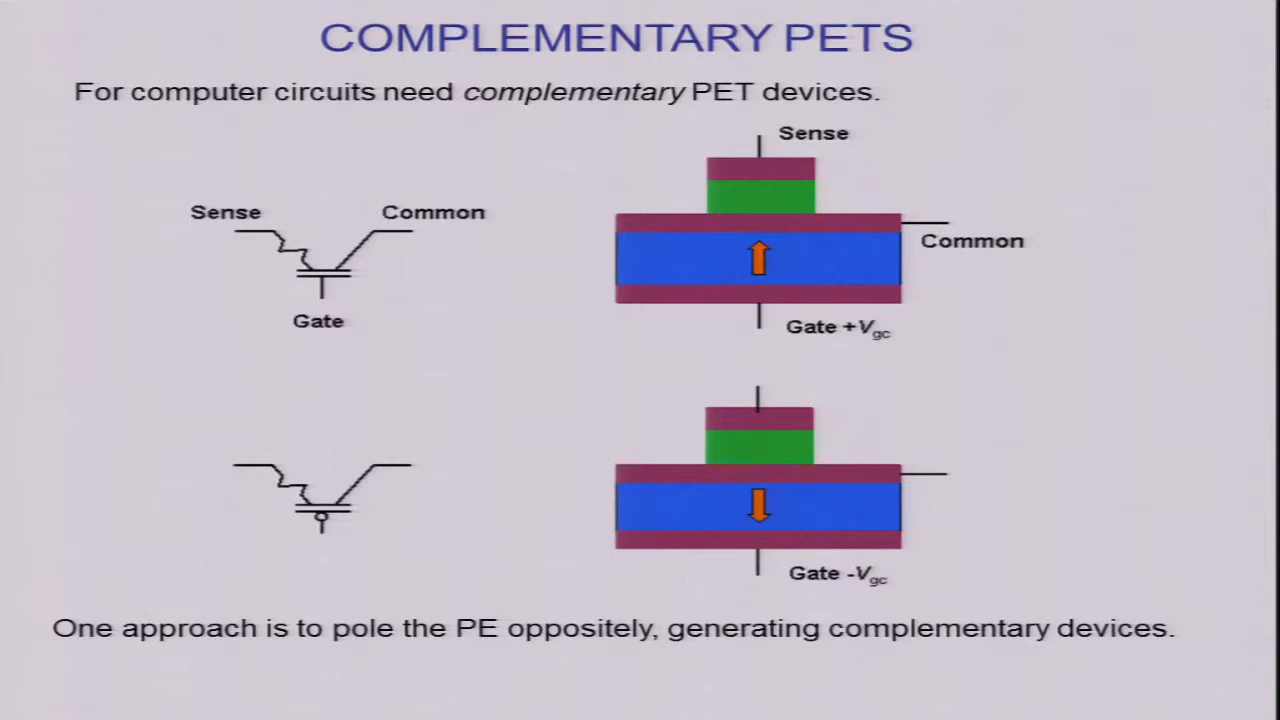 COMPLEMENTARY PETS
For computer circuits need complementary PET devices.
Sense
Sense
Common
Common
Gate
Gate +Vgc
Gate -Vgc
One approach is to pole the PE oppositely, generating complementary devices.